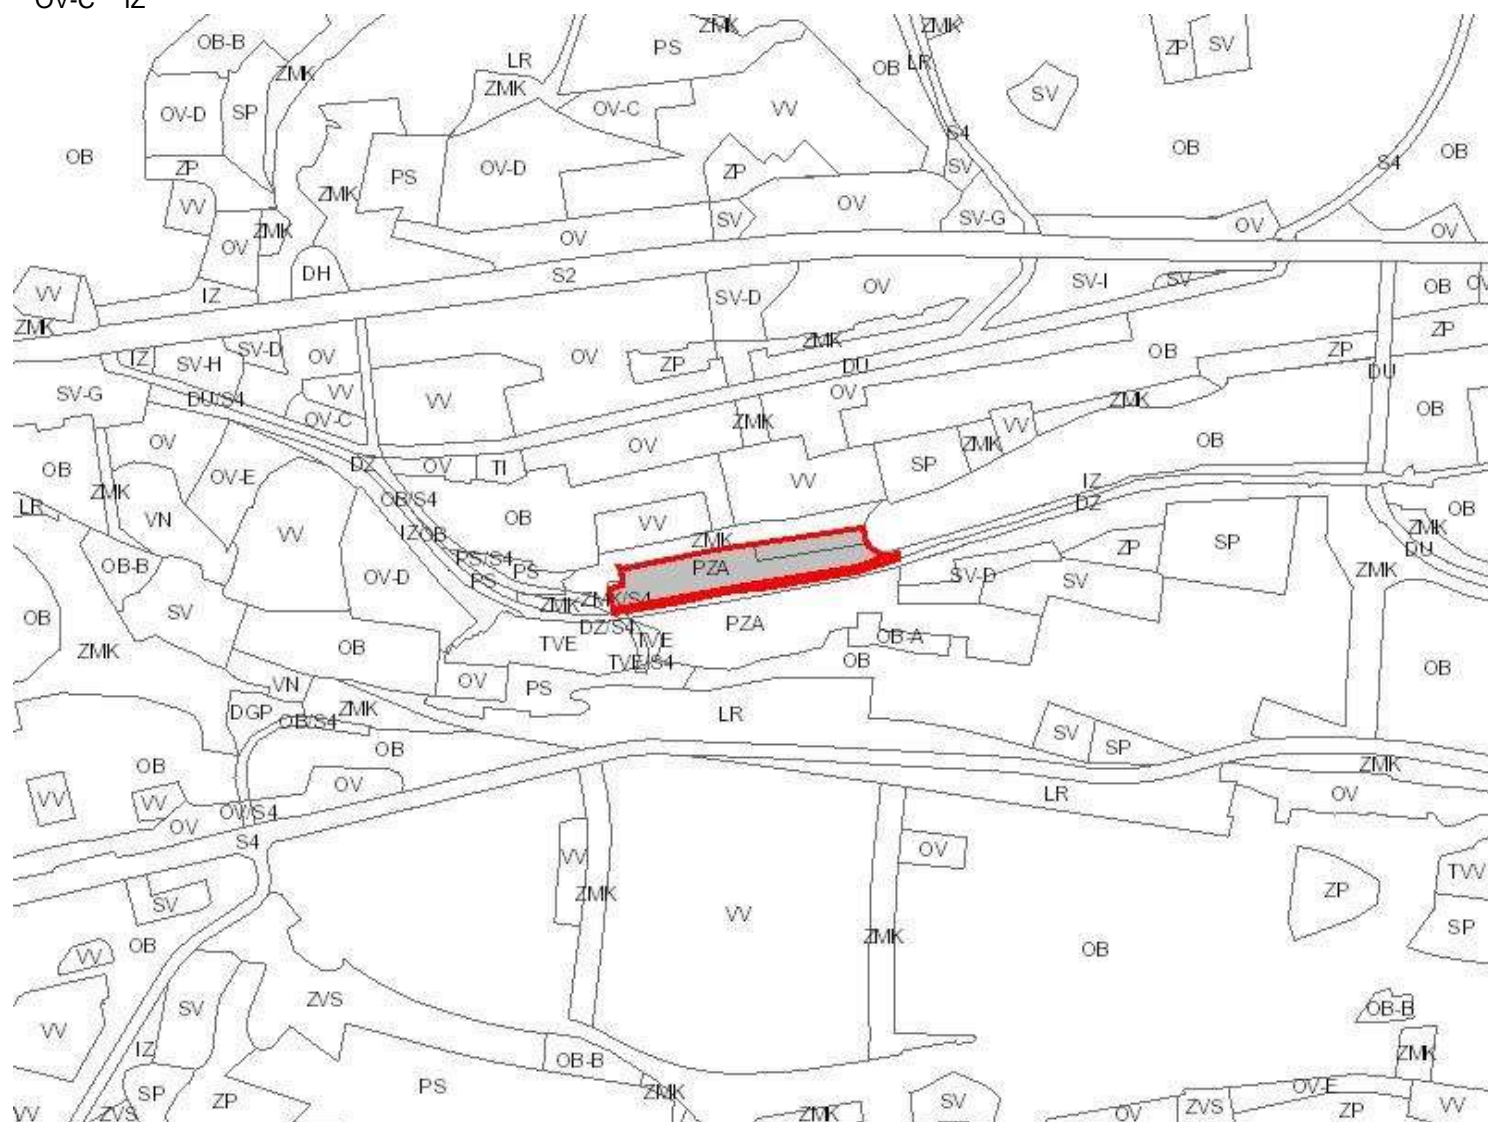 OV-C IZ
OB-B
ZMK
LR
ZMK
PS
ZMK
OB
LR
ZMK
ZP
SV
OV-D
SP
OV-C
VV
SV
S4
OB
S4
OB
OB
ZP
PS
OV-D
ZP
SV
VV
ZMK
OV
SV
SV-G
OV
OV
OV
ZMK
OV
DH
S2
IZ
VV
SV-D
OV
SV-I
SV
OB
OV
ZMK
ZP
IZ
SV-H
SV-D
OV
OV
ZP
ZMK
DU
OB
ZP
DU
SV-G
DU/S4
VV
VV
OV
ZMK
OB
OV-C
ZMK
OV
OV
VV
ZMK
SP
OB
OB
DZ
OV
TI
OV-E
VV
IZ
ZMK
OB/S4
DZ
LR
VN
OB
VV
OB
VV
IZ
OB
ZMK
ZMK
DU
SP
ZP
OB-B
PS/S4
PS
PS
PZA
OV-D
SV-D
SV
ZMK
SV
ZMK
ZMK/S4
OB
DZ/S4
PZA
OB-A
TVE
TVE
OB
ZMK
TVE/S4
OB
OB
VN
OV
PS
DGP
ZMK
OB/S4
LR
SV
SP
OB
OB
ZMK
OV
LR
OV
VV
VV
OV/S4
OV
S4
OV
VV
TVV
ZMK
ZP
SV
VV
SP
ZMK
OB
OB
VV
ZVS
SV
OB-B
VV
IZ
OB-B
ZMK
PS
ZMK
OV-E
SP
ZP
SV
VV
ZVS
VV
ZVS
ZMK
OV
ZP